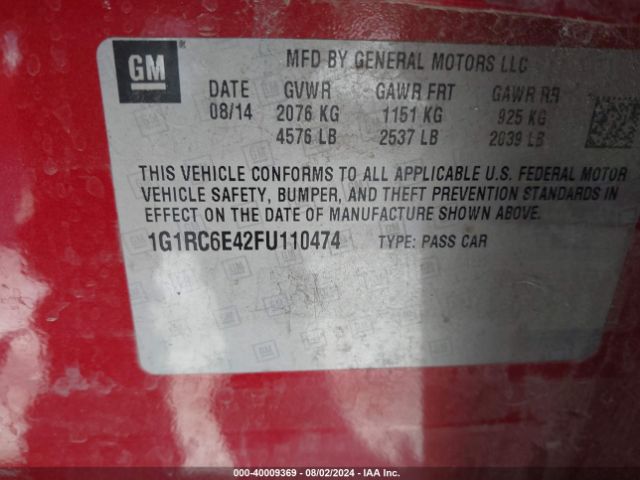 GM
MFD BY GENERAL MOTORS LLC
DATE GVWR GAWR FRT GAWR RR
08/14 2076 KG 1151 KG 925 KG
4576 LB 2537 LB 2039 LB
THIS VEHICLE CONFORMS TO ALL APPLICABLE U.S. FEDERAL MOTOR
VEHICLE SAFETY, BUMPER, AND THEFT PREVENTION STANDARDS IN
EFFECT ON THE DATE OF MANUFACTURE SHOWN ABOVE.
1G1RC6E42FU110474 TYPE: PASS CAR
000-40009369 - 08/02/2024 - IAA Inc.